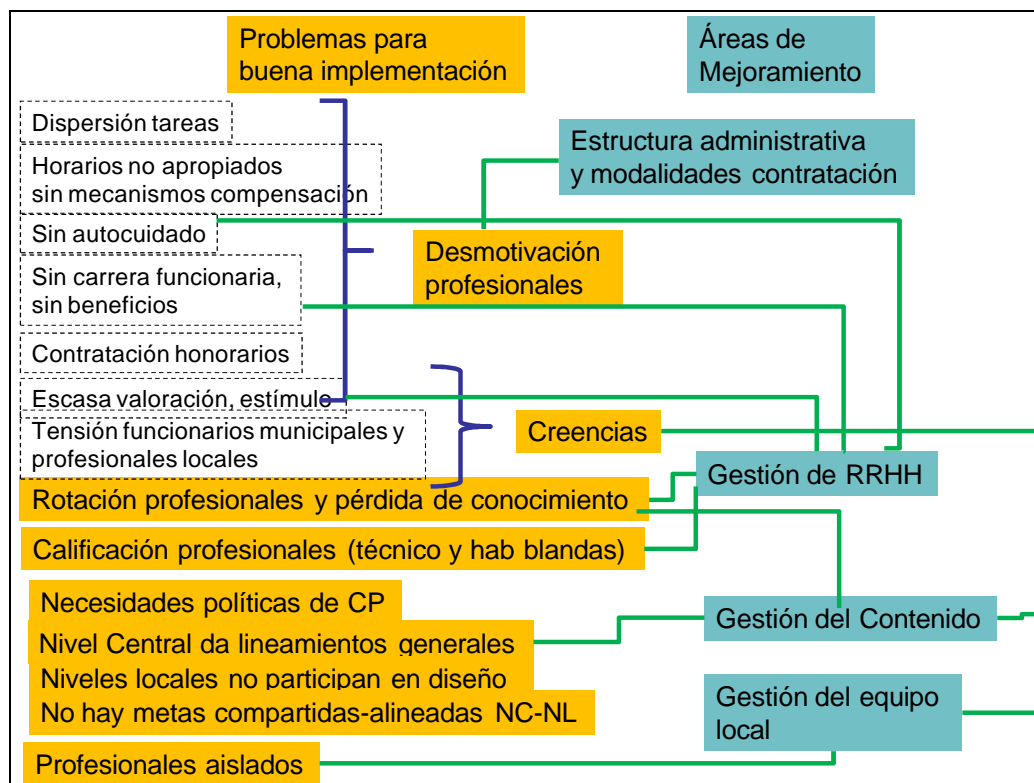 Problemas para
buena implementación
Áreas de
Mejoramiento
Dispersión tareas
Horarios no apropiados
sin mecanismos compensación
Sin autocuidado
Sin carrera funcionaria,
sin beneficios
Contratación honorarios
Escasa valoración, estímulo
Tensión funcionarios municipales y
profesionales locales
Estructura administrativa
y modalidades contratación
Desmotivación
profesionales
Creencias
Gestión de RRHH
Rotación profesionales y pérdida de conocimiento
Calificación profesionales (técnico y hab blandas)
Necesidades políticas de CP
Nivel Central da lineamientos generales
Niveles locales no participan en diseño
No hay metas compartidas-alineadas NC-NL
Profesionales aislados
Gestión del Contenido
Gestión del equipo
local